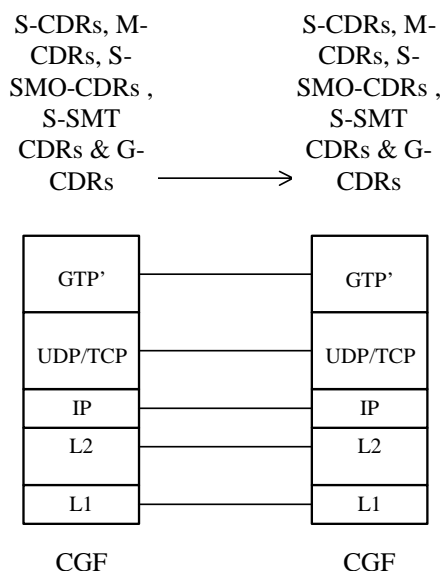 S-CDRs, M-
CDRs, S-
SMO-CDRs ,
S-SMT
CDRs & G-
CDRs
S-CDRs, M-
CDRs, S-
SMO-CDRs ,
S-SMT
CDRs & G-
CDRs
GTP’
GTP’
UDP/TCP
UDP/TCP
IP
IP
L2
L2
L1
L1
CGF
CGF